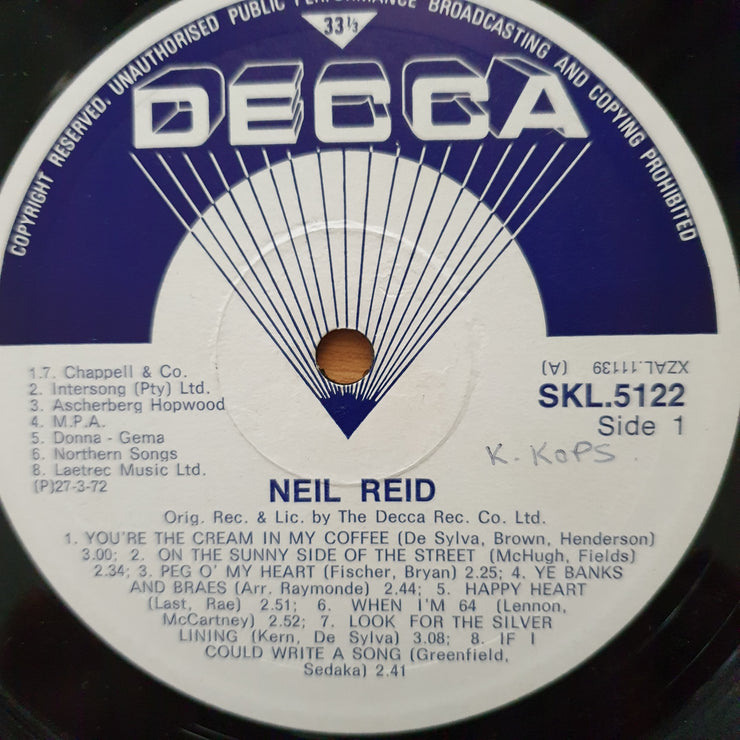 COPYRIGHT RESERVED. UNAUTHORISED PUBLIC PERFORMANCE BROADCASTING AND COPYING PROHIBITED
33⅓
DECCA
1.7. Chappell & Co.
2. Intersong (Pty) Ltd.
3. Ascherberg Hopwood
4. M.P.A.
5. Donna - Gema
6. Northern Songs
8. Laetrec Music Ltd.
(P)27-3-72
XZAL.11139 (A)
SKL.5122
Side 1
K. KOPS.
NEIL REID
Orig. Rec. & Lic. by The Decca Rec. Co. Ltd.
1. YOU'RE THE CREAM IN MY COFFEE (De Sylva, Brown, Henderson)
3.00; 2. ON THE SUNNY SIDE OF THE STREET (McHugh, Fields)
2.34; 3. PEG O' MY HEART (Fischer, Bryan) 2.25; 4. YE BANKS
AND BRAES (Arr. Raymonde) 2.44; 5. HAPPY HEART
(Last, Rae) 2.51; 6. WHEN I'M 64 (Lennon,
McCartney) 2.52; 7. LOOK FOR THE SILVER
LINING (Kern, De Sylva) 3.08; 8. IF I
COULD WRITE A SONG (Greenfield,
Sedaka) 2.41